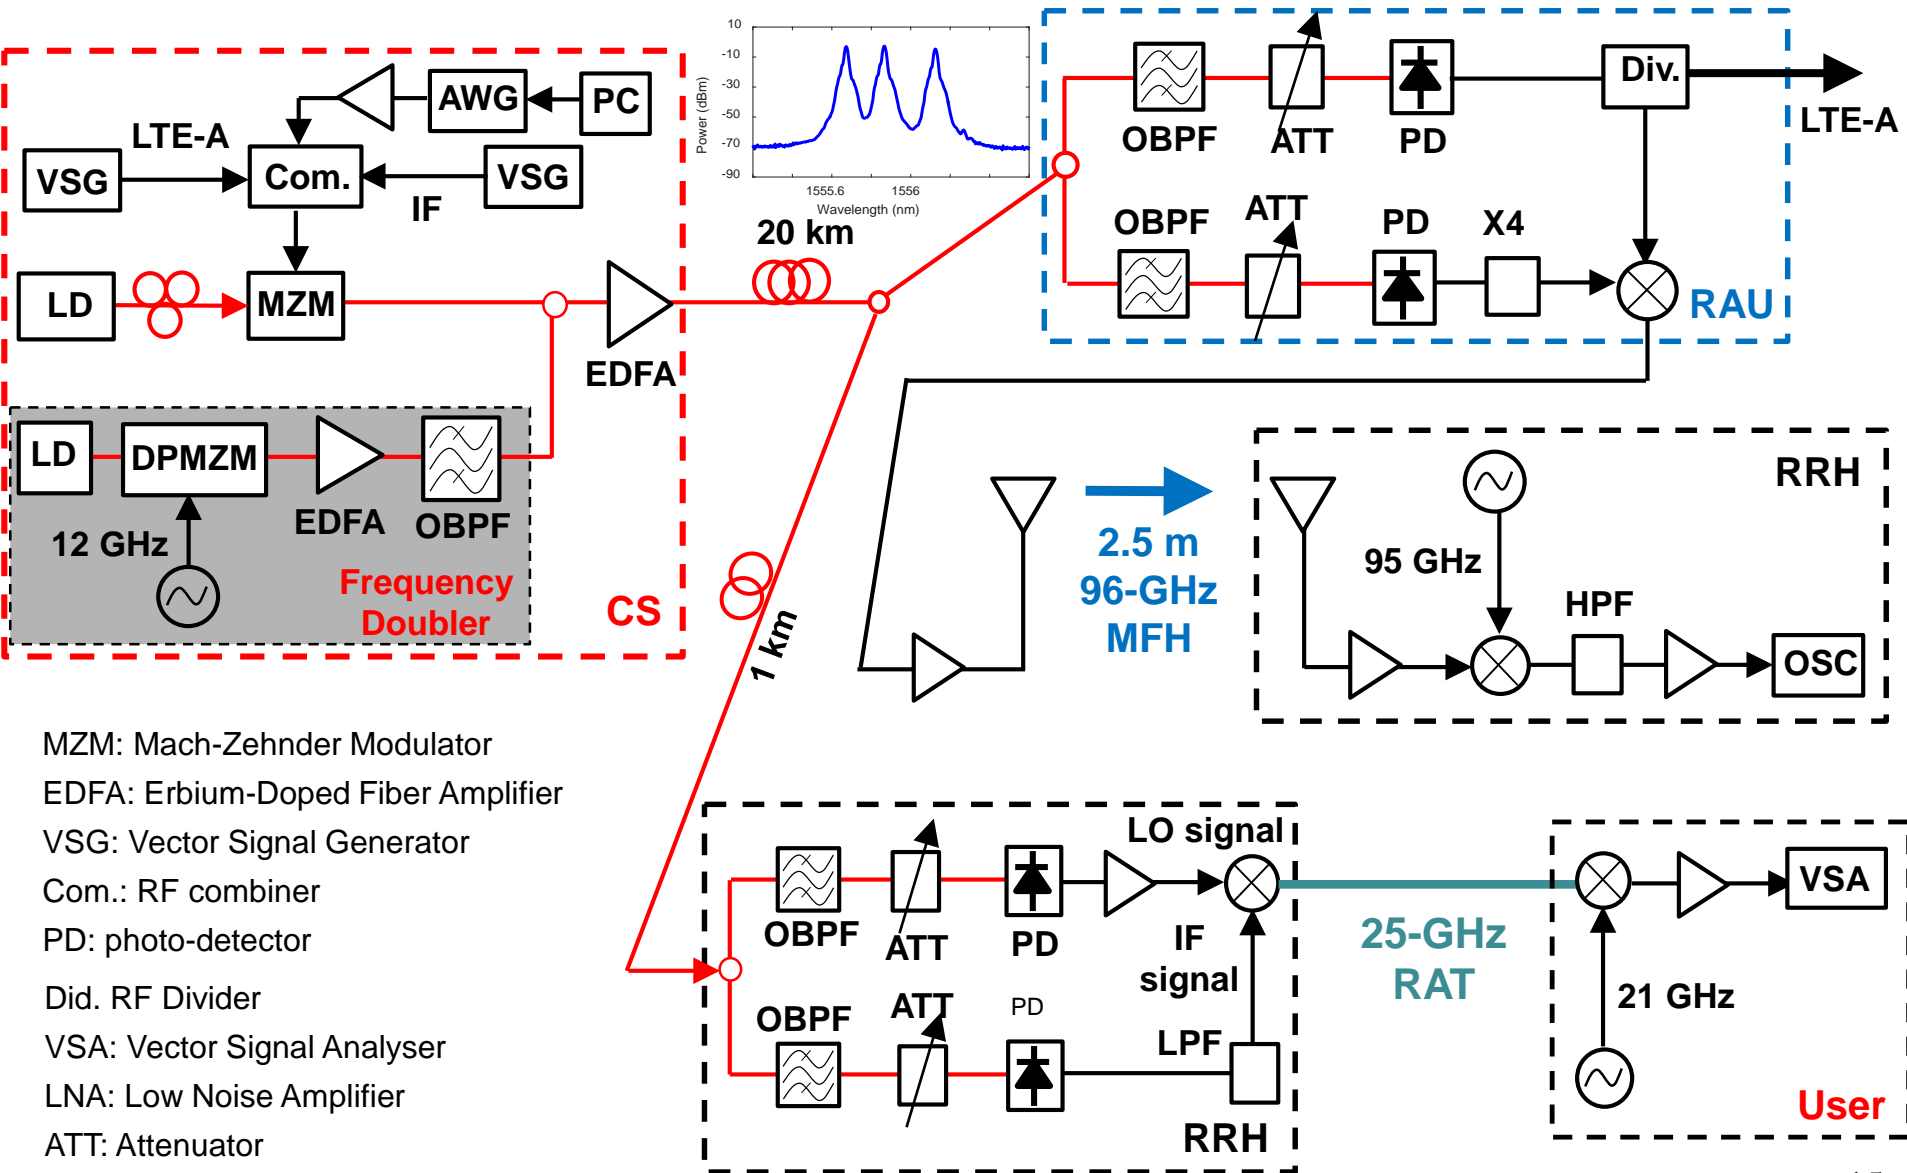 AWG
PC
LTE-A
VSG
Com.
VSG
IF
LD
MZM
EDFA
LD
DPMZM
EDFA
OBPF
12 GHz
Frequency
Doubler
CS
10
-10
-30
-50
-70
-90
Power (dBm)
1555.6
1556
Wavelength (nm)
20 km
1 km
OBPF
ATT
PD
Div.
LTE-A
OBPF
ATT
PD
X4
RAU
2.5 m
96-GHz
MFH
RRH
95 GHz
HPF
OSC
MZM: Mach-Zehnder Modulator
EDFA: Erbium-Doped Fiber Amplifier
VSG: Vector Signal Generator
Com.: RF combiner
PD: photo-detector
Did. RF Divider
VSA: Vector Signal Analyser
LNA: Low Noise Amplifier
ATT: Attenuator
LO signal
OBPF
ATT
PD
IF
signal
OBPF
ATT
PD
LPF
RRH
25-GHz
RAT
VSA
21 GHz
User